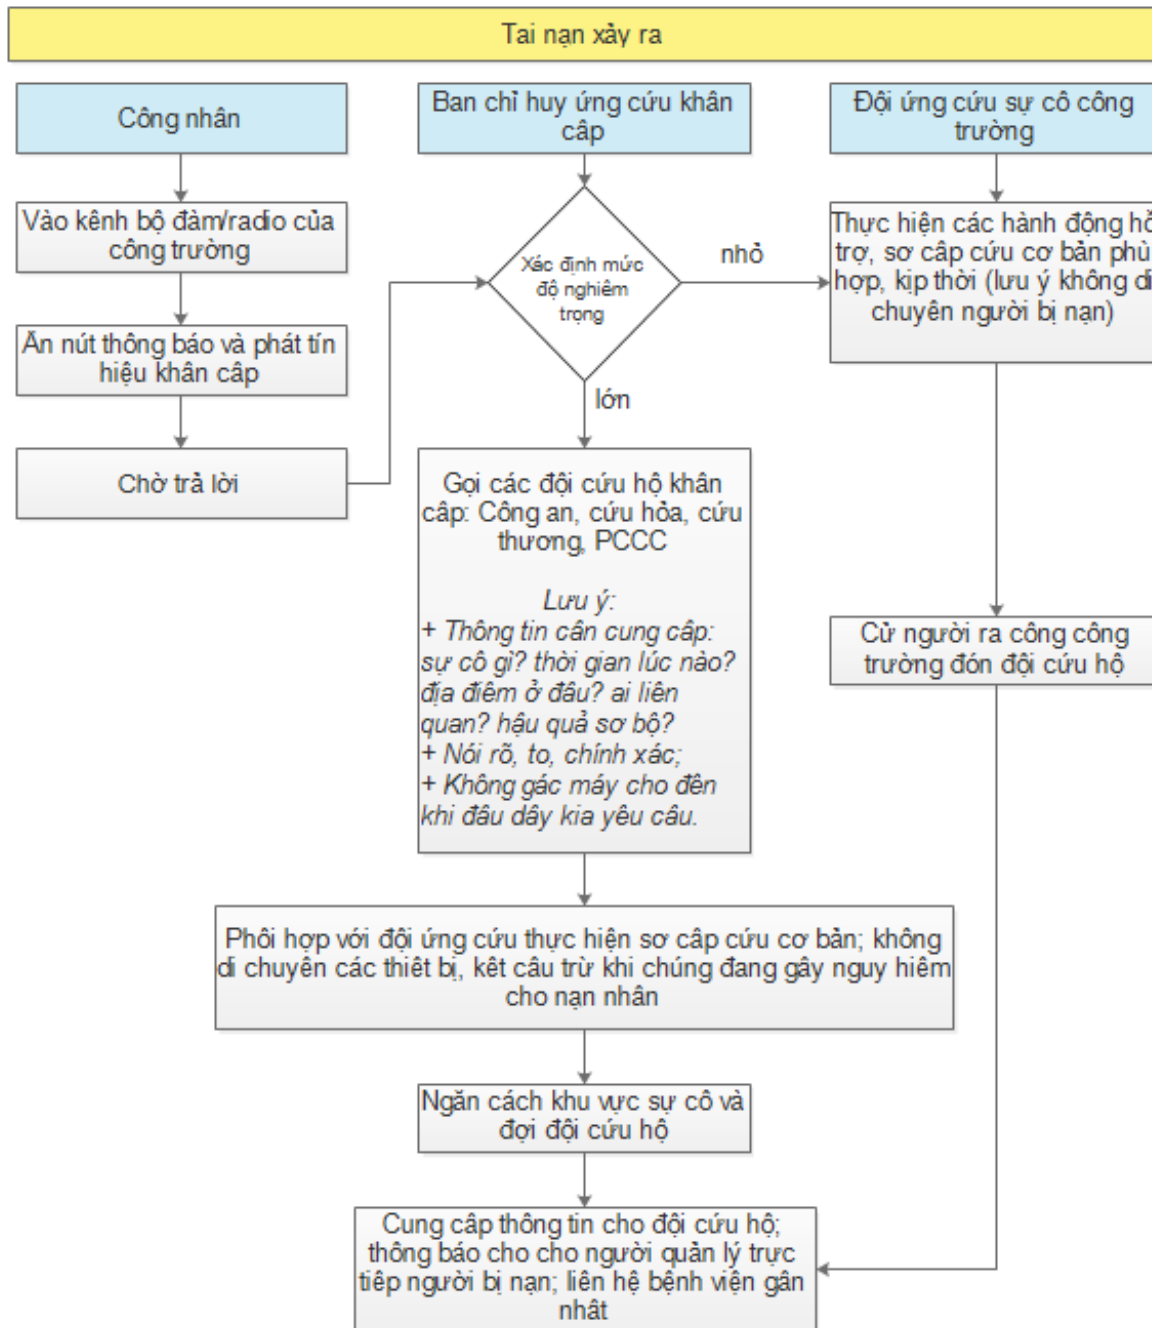 Tai nạn xảy ra
Công nhân
Vào kênh bộ đàm/radio của
công trường
Ấn nút thông báo và phát tín
hiệu khẩn cấp
Chờ trả lời
Ban chỉ huy ứng cứu khẩn
cấp
Xác định mức
độ nghiêm
trọng
nhỏ
lớn
Gọi các đội cứu hộ khẩn
cấp: Công an, cứu hỏa, cứu
thương, PCCC
Lưu ý:
+ Thông tin cần cung cấp:
sự cố gì? thời gian lúc nào?
địa điểm ở đâu? ai liên
quan? hậu quả sơ bộ?
+ Nói rõ, to, chính xác;
+ Không gác máy cho đến
khi đầu dây kia yêu cầu.
Đội ứng cứu sự cố công
trường
Thực hiện các hành động hỗ
trợ, sơ cấp cứu cơ bản phù
hợp, kịp thời (lưu ý không di
chuyển người bị nạn)
Cử người ra cổng công
trường đón đội cứu hộ
Phối hợp với đội ứng cứu thực hiện sơ cấp cứu cơ bản; không
di chuyển các thiết bị, kết cấu trừ khi chúng đang gây nguy hiểm
cho nạn nhân
Ngăn cách khu vực sự cố và
đợi đội cứu hộ
Cung cấp thông tin cho đội cứu hộ;
thông báo cho cho người quản lý trực
tiếp người bị nạn; liên hệ bệnh viện gần
nhất